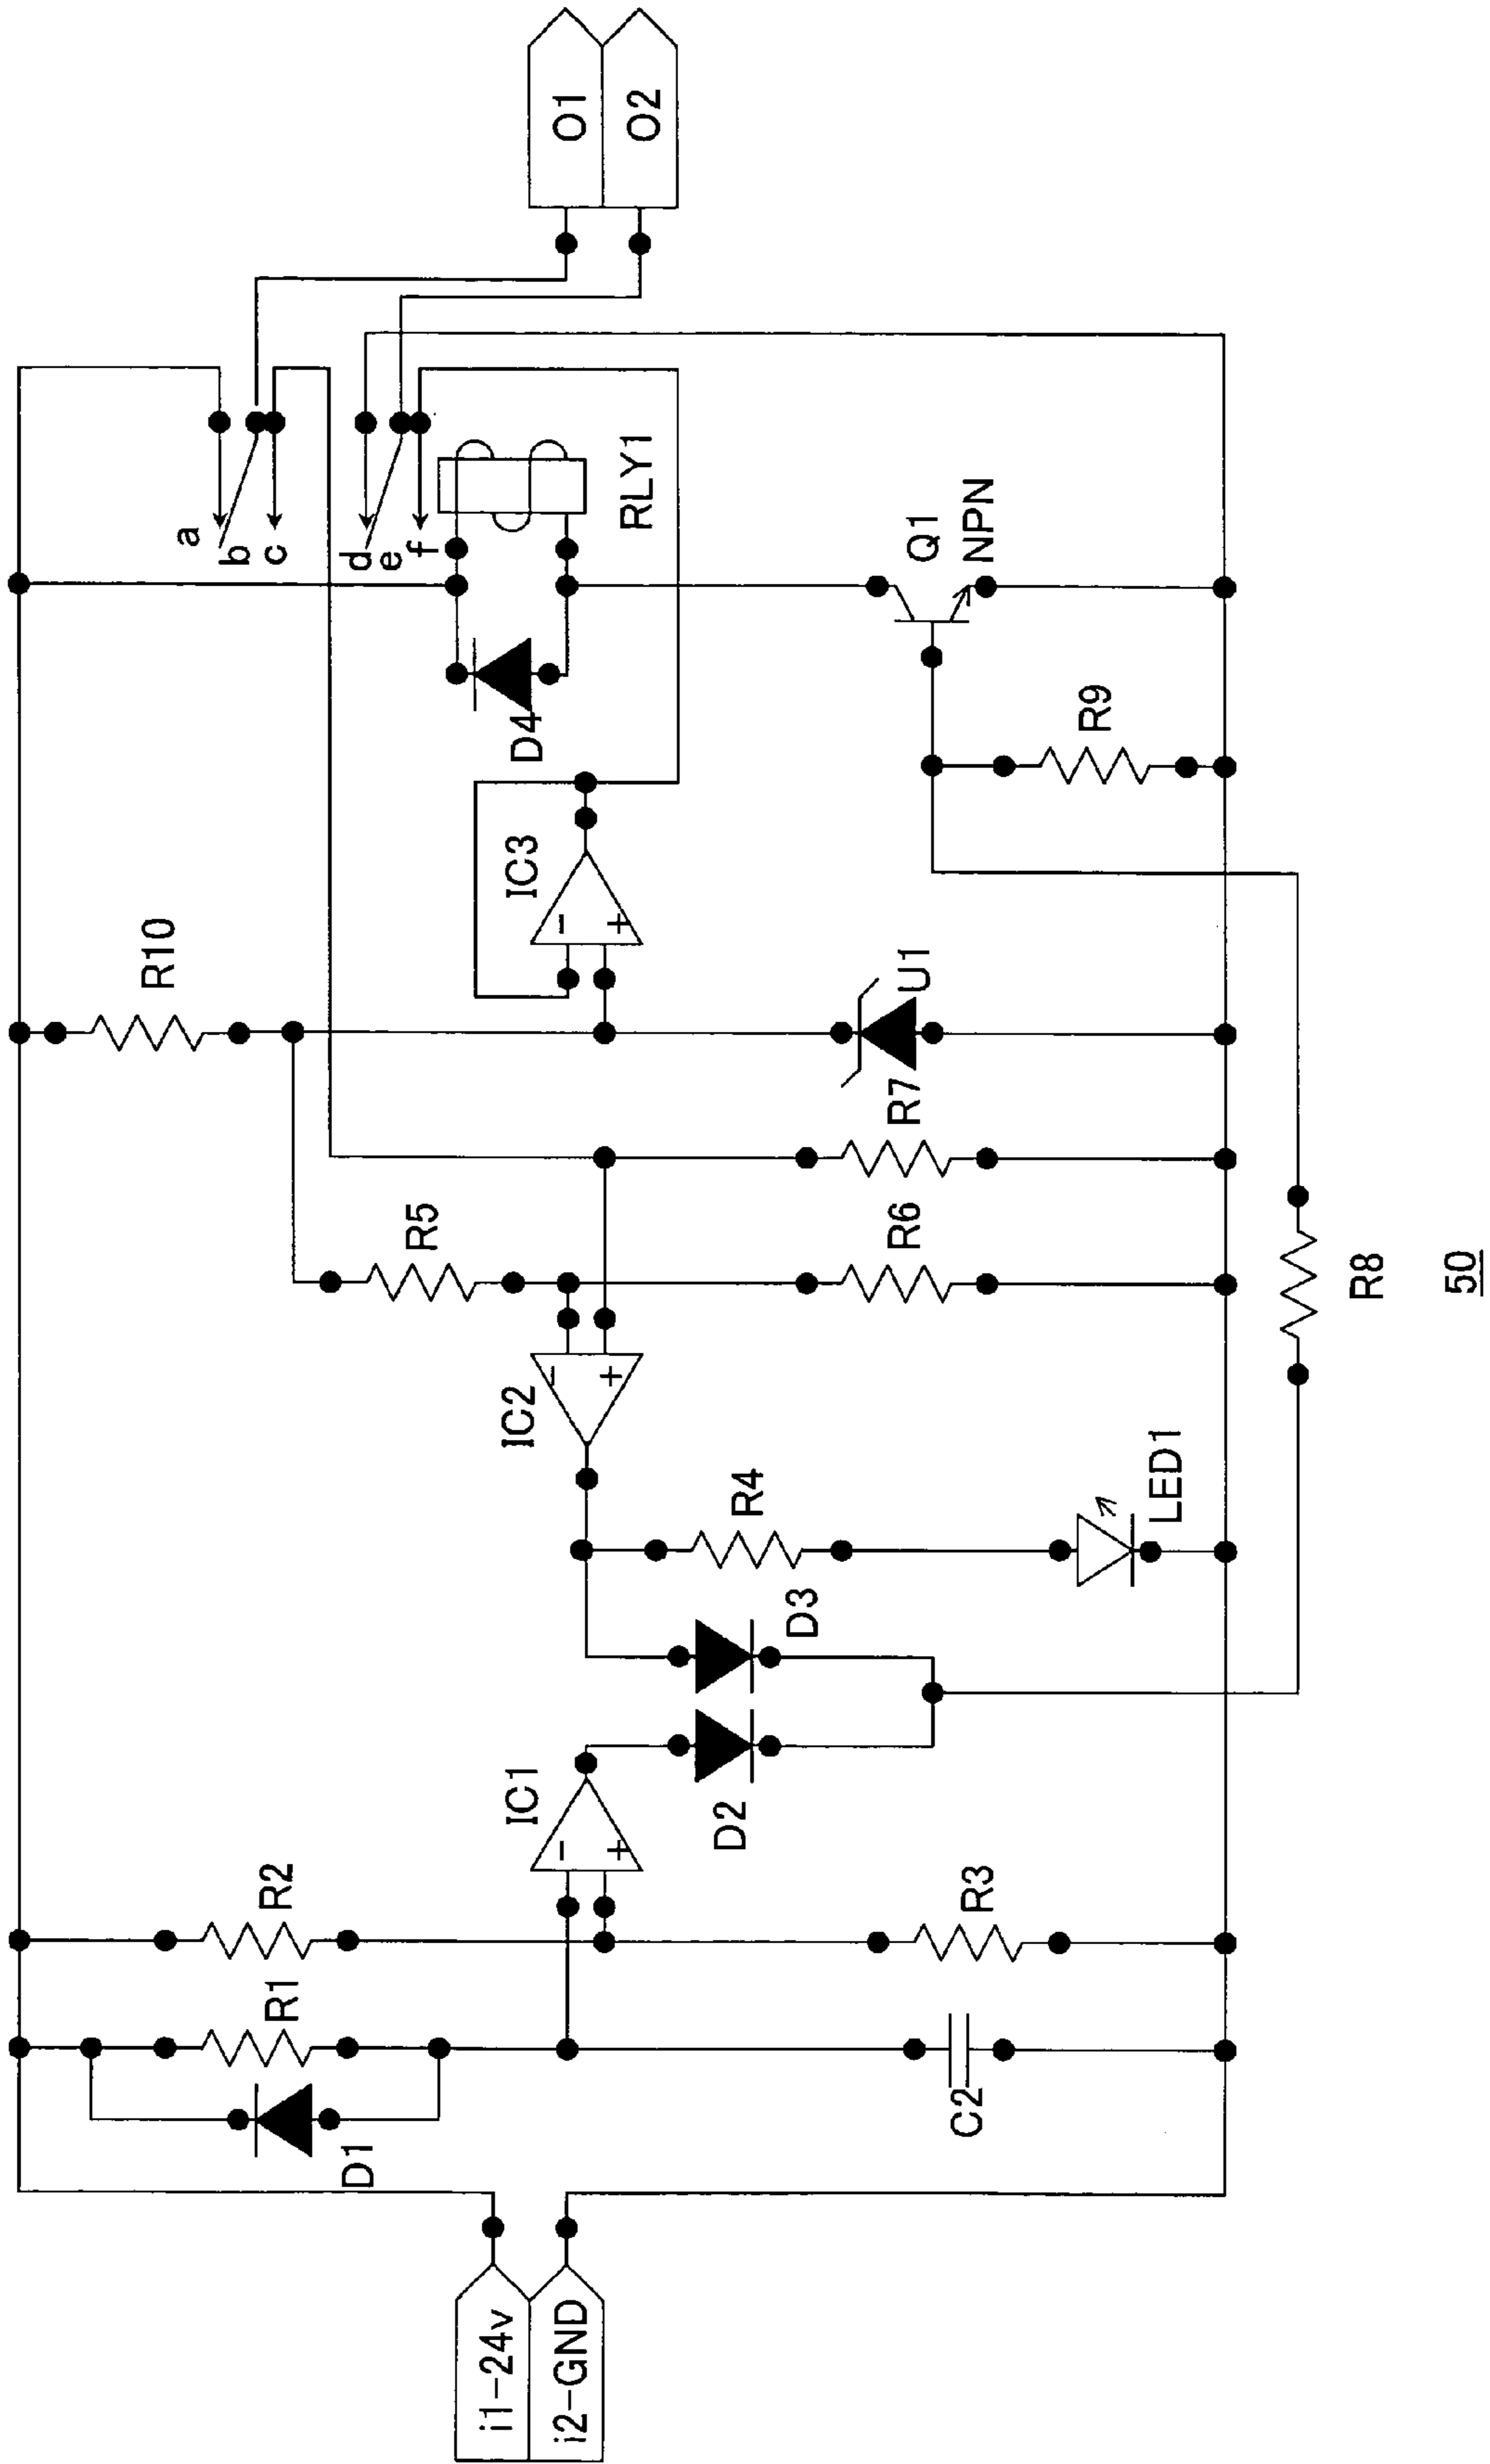 i1-24v
i2-GND
D1
R1
R2
C2
R3
IC1
D2
D3
R4
LED1
IC2
R5
R6
R7
R8
R10
U1
IC3
-
+
-
+
-
+
D4
R9
Q1
NPN
RLY1
a
b
c
d
e
f
O1
O2
50